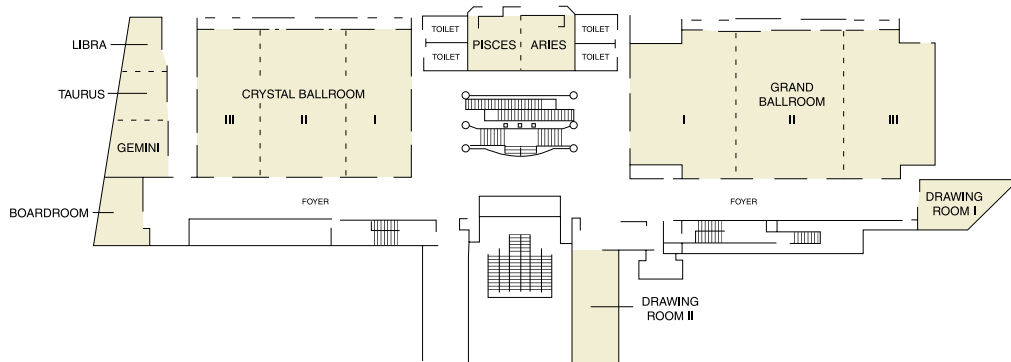 LIBRA
TAURUS
GEMINI
BOARDROOM
CRYSTAL BALLROOM
III
II
I
FOYER
TOILET
TOILET
PISCES
ARIES
TOILET
TOILET
GRAND
BALLROOM
I
II
III
FOYER
DRAWING
ROOM I
DRAWING
ROOM II